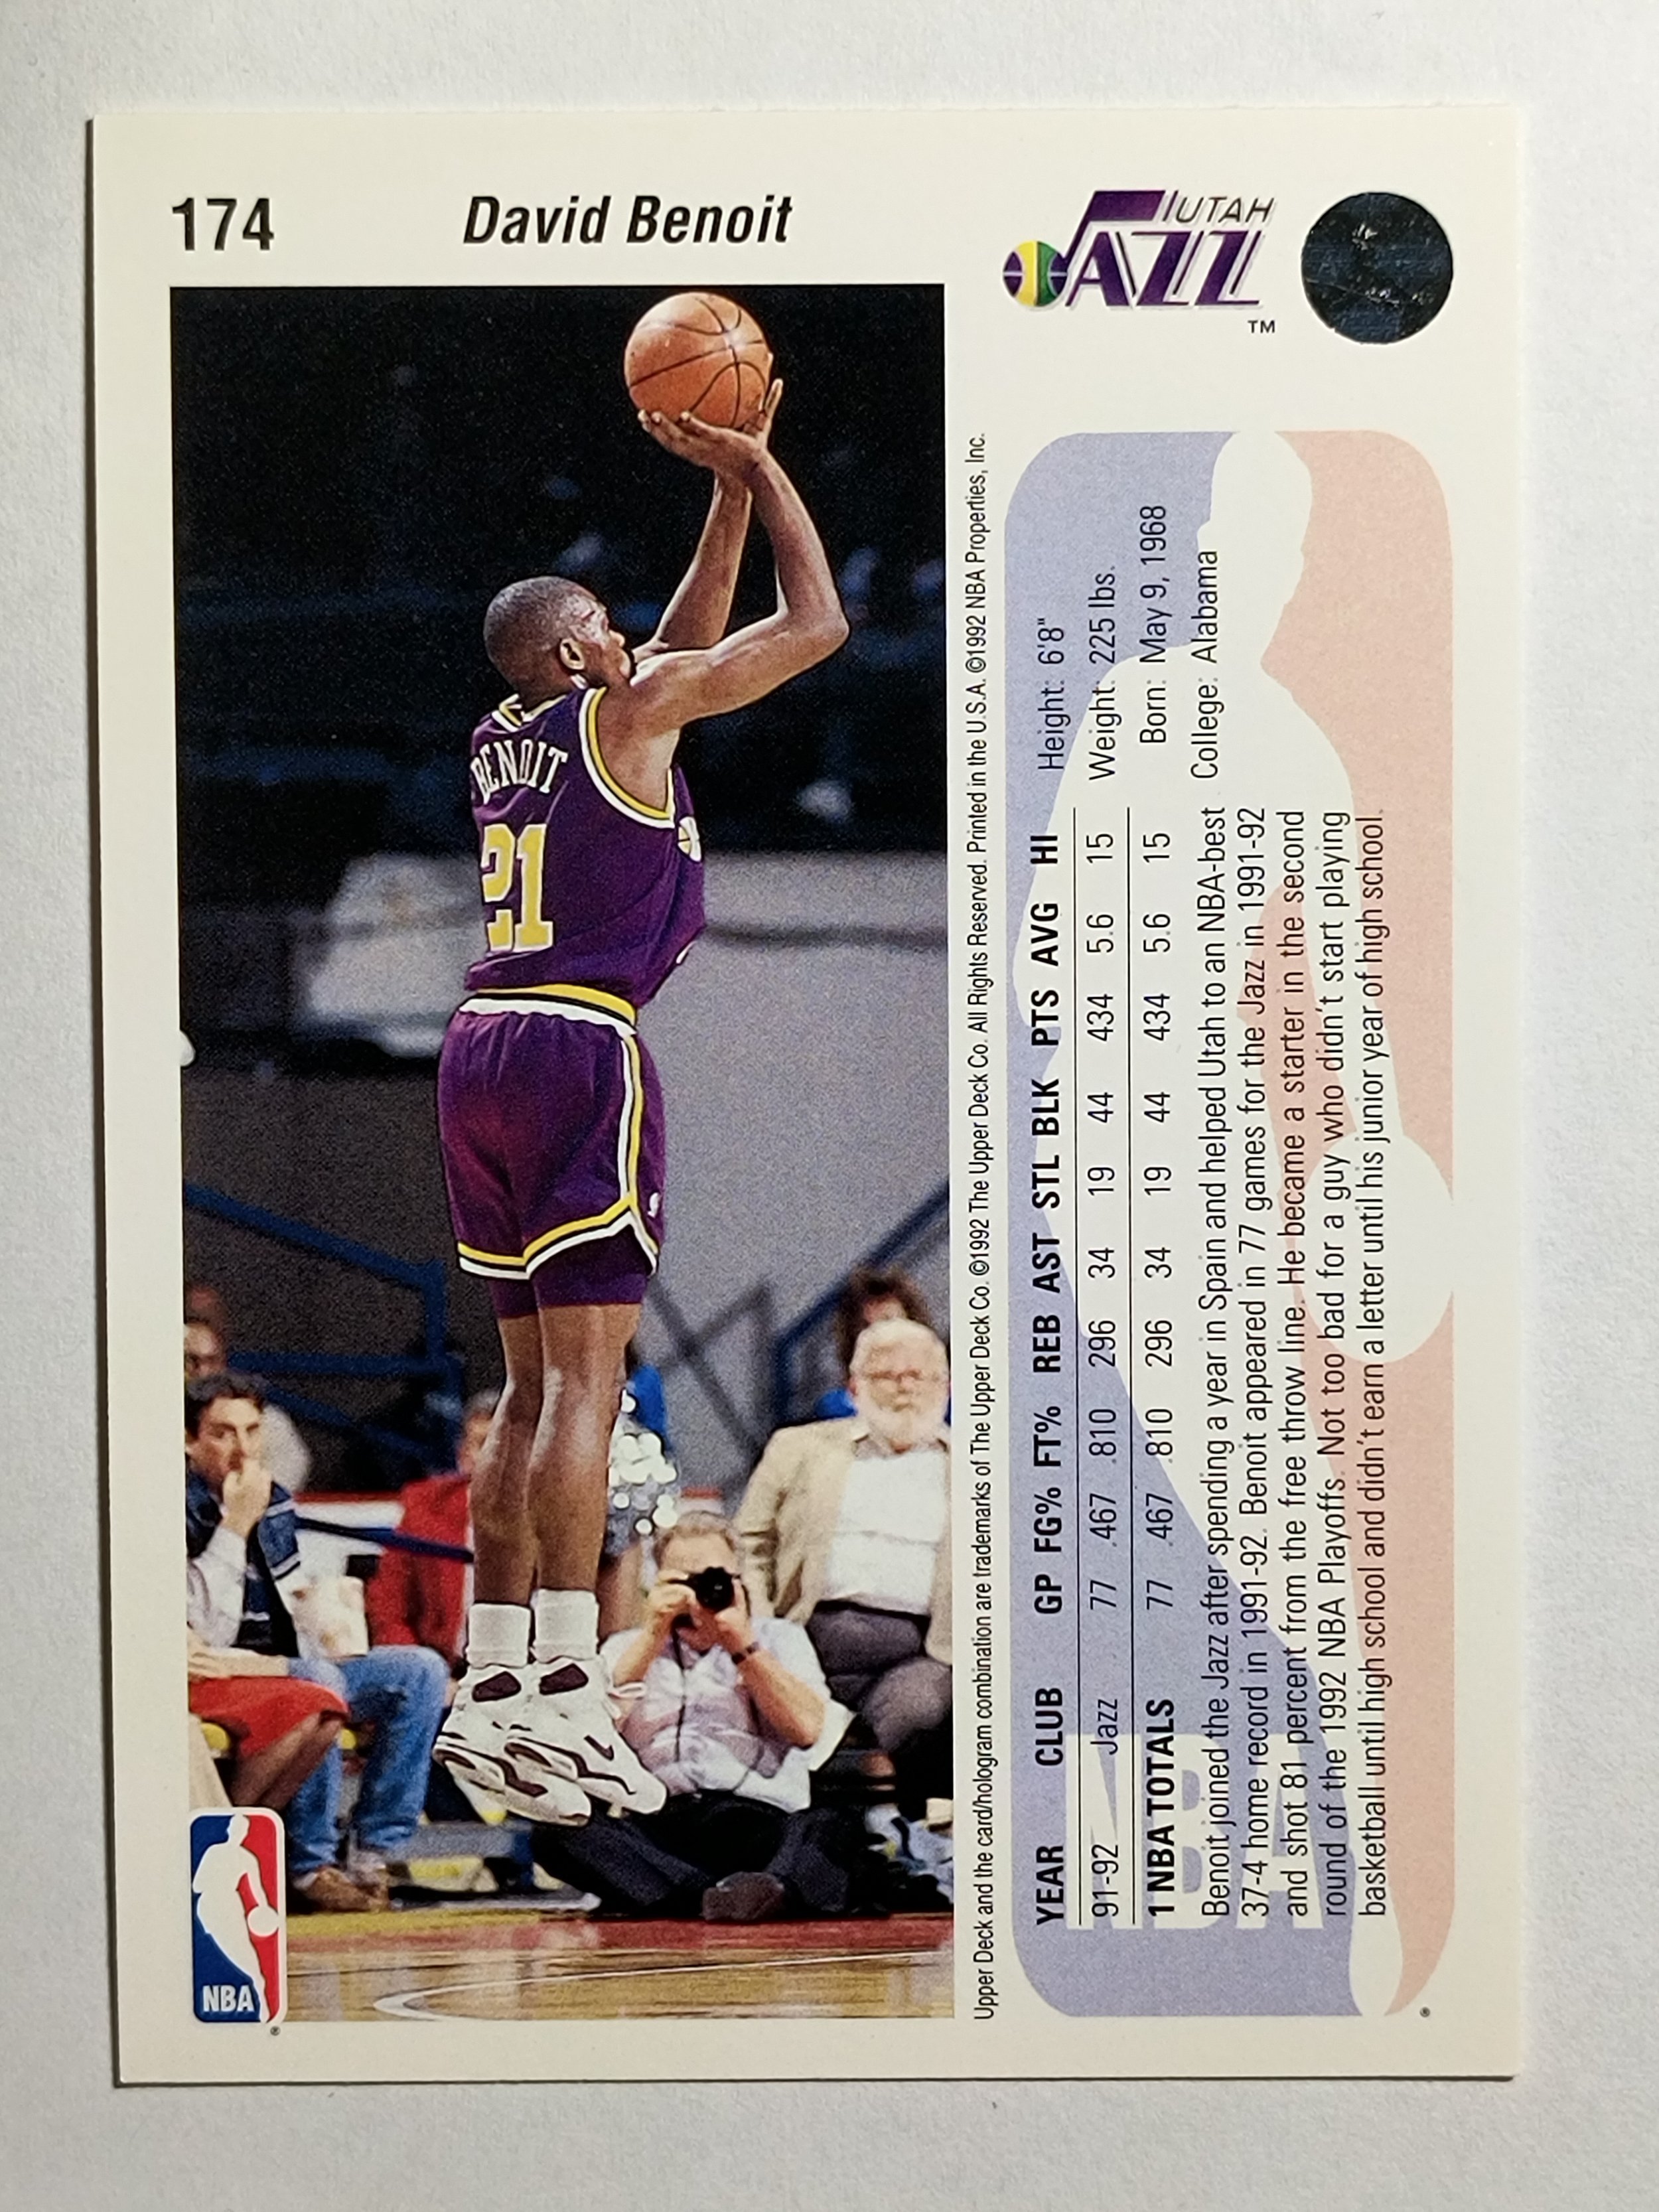 174
David Benoit
UTAH
JAZZ
TM
BENOIT
21
NBA
®
Upper Deck and the card/hologram combination are trademarks of The Upper Deck Co. ©1992 The Upper Deck Co. All Rights Reserved. Printed in the U.S.A. ©1992 NBA Properties, Inc.
Height: 6'8"
Weight: 225 lbs.
Born: May 9, 1968
College: Alabama
YEAR CLUB GP FG% FT% REB AST STL BLK PTS AVG HI
91-92 Jazz 77 .467 .810 296 34 19 44 434 5.6 15
1 NBA TOTALS 77 .467 .810 296 34 19 44 434 5.6 15
Benoit joined the Jazz after spending a year in Spain and helped Utah to an NBA-best
37-4 home record in 1991-92. Benoit appeared in 77 games for the Jazz in 1991-92
and shot 81 percent from the free throw line. He became a starter in the second
round of the 1992 NBA Playoffs. Not too bad for a guy who didn't start playing
basketball until high school and didn't earn a letter until his junior year of high school.
NBA
®